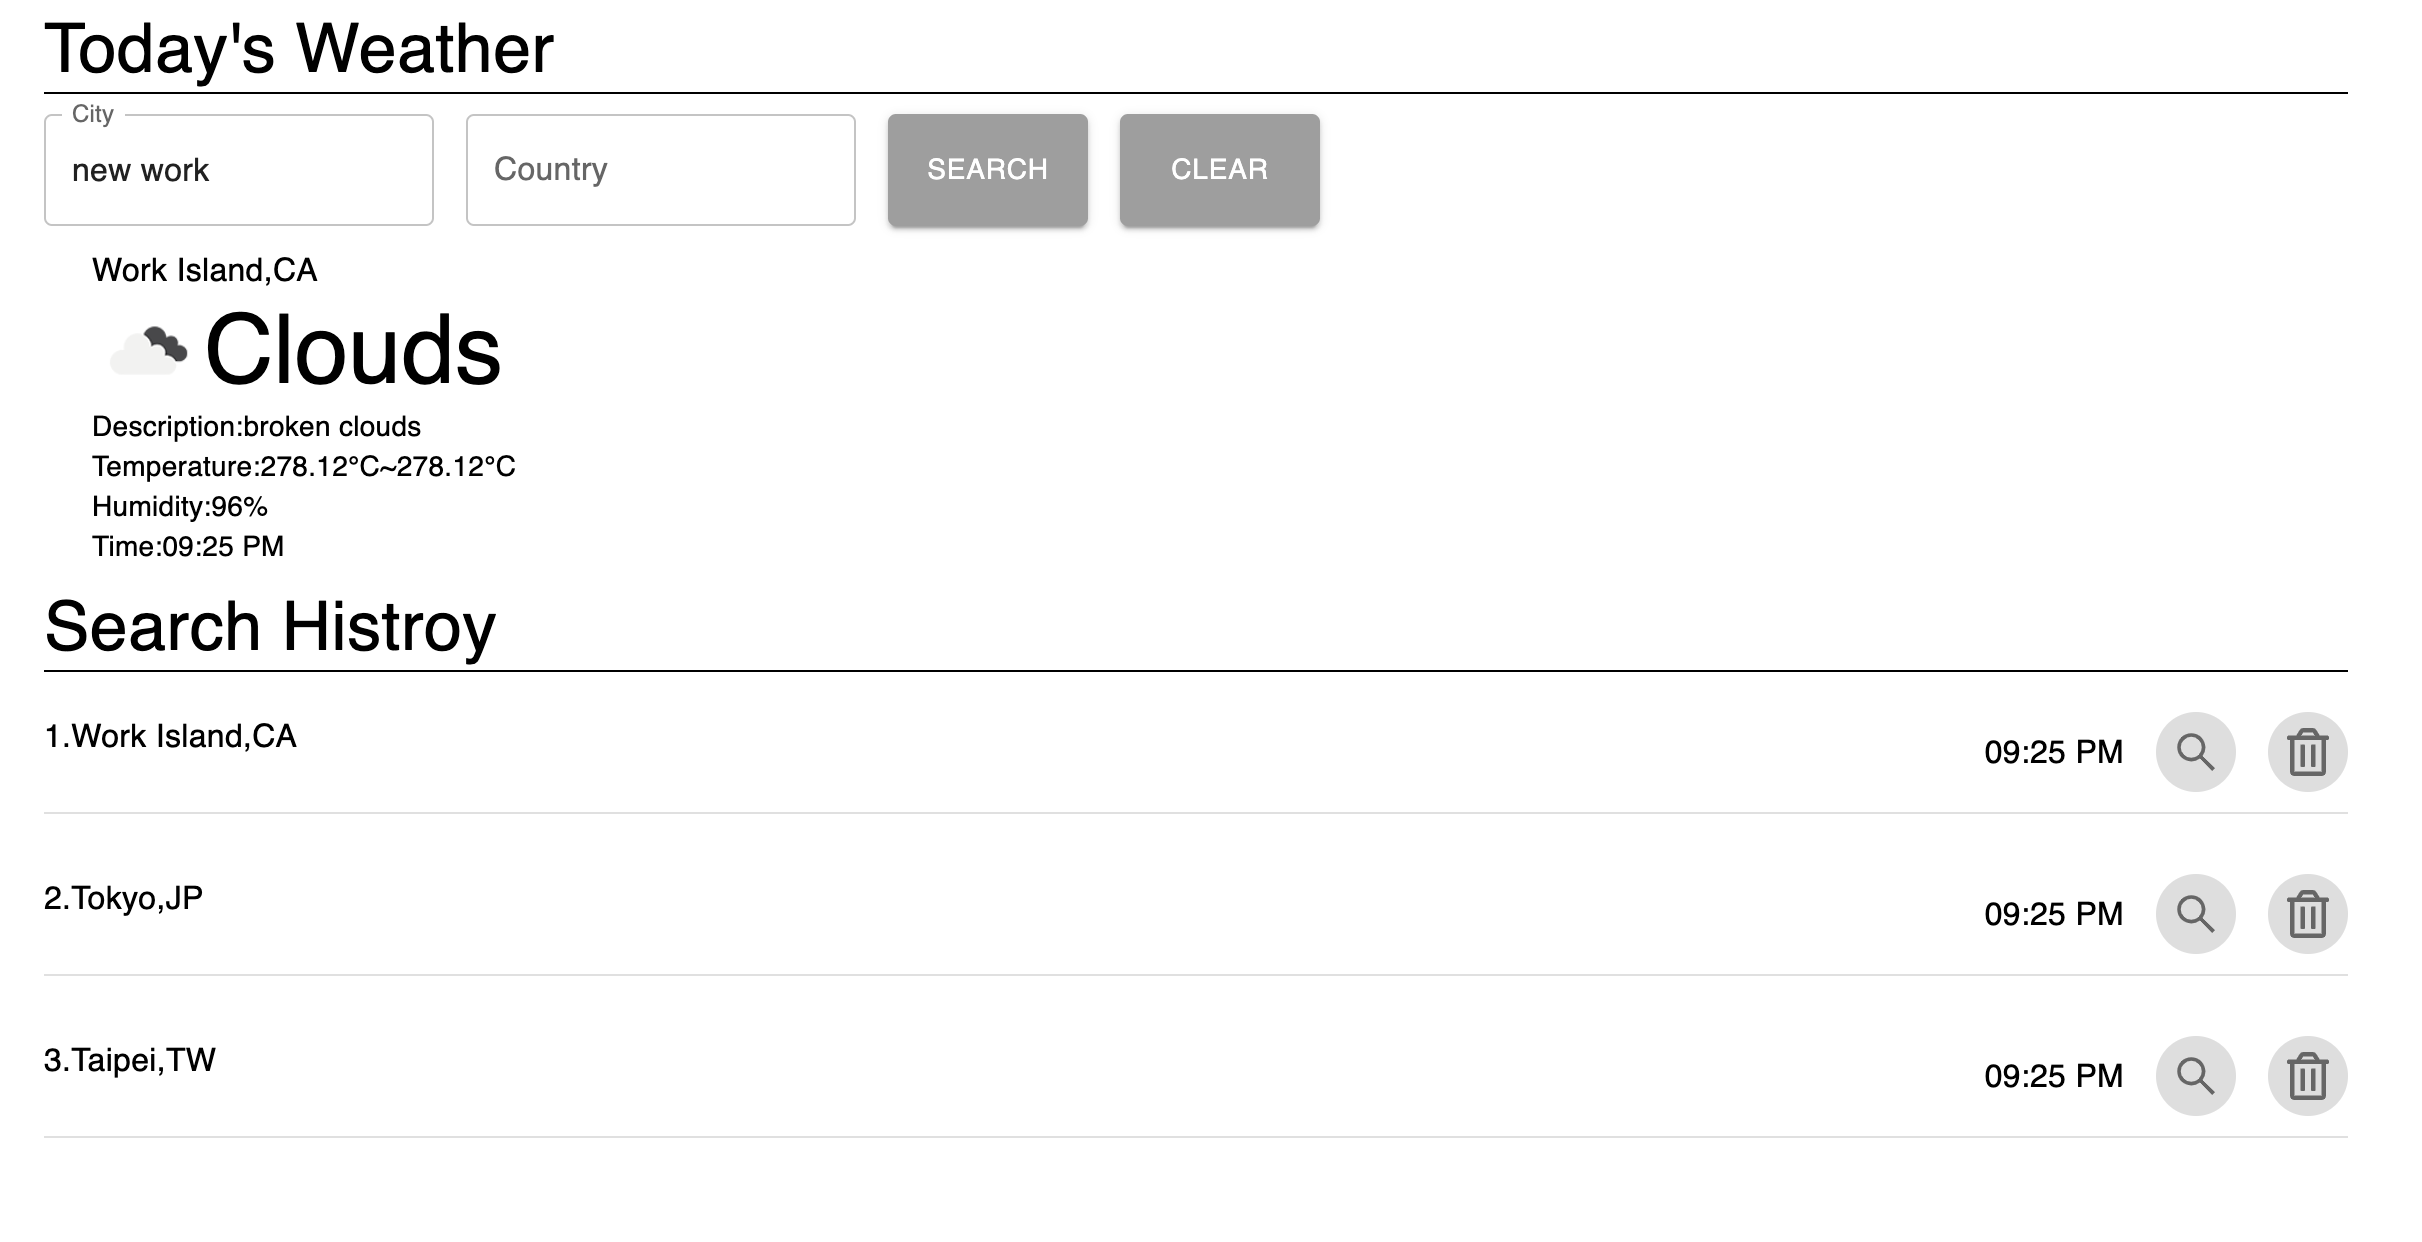 Today's Weather
City
new work
Country
SEARCH
CLEAR
Work Island,CA
Clouds
Description:broken clouds
Temperature:278.12°C~278.12°C
Humidity:96%
Time:09:25 PM
Search Histroy
1.Work Island,CA
09:25 PM
2.Tokyo,JP
09:25 PM
3.Taipei,TW
09:25 PM